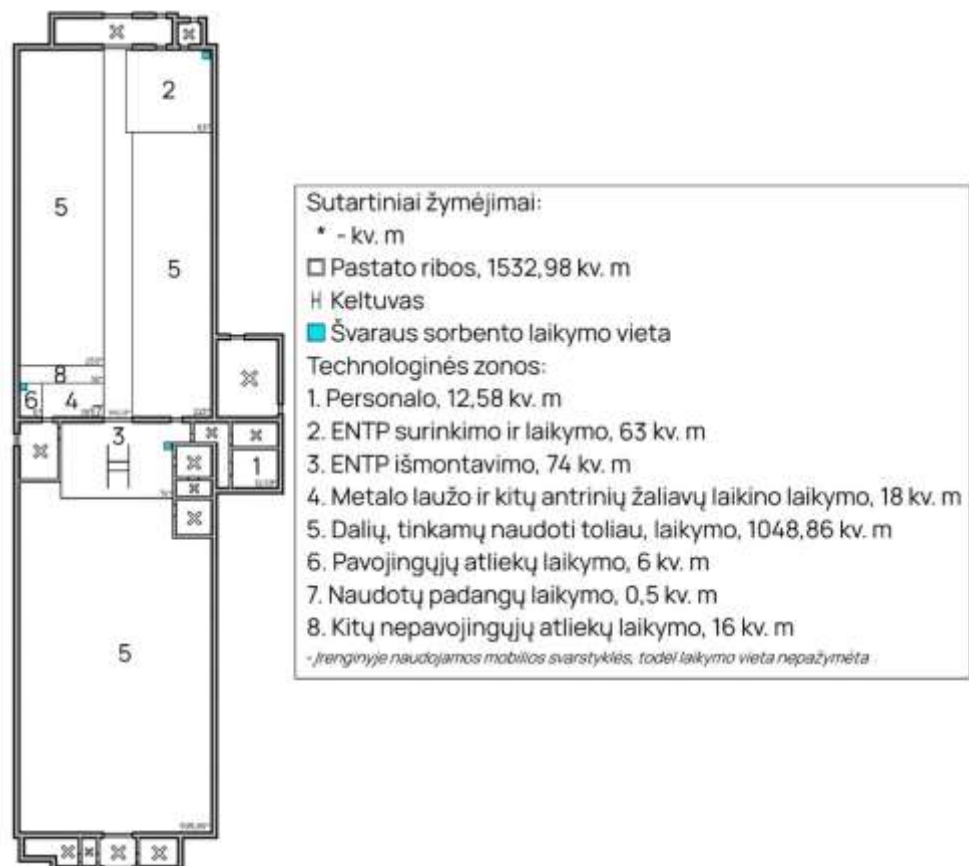 2
63*
5
5
8
6
4
3
1
5
Sutartiniai žymėjimai:
* - kv. m
Pastato ribos, 1532,98 kv. m
Keltuvas
Švaraus sorbento laikymo vieta
Technologinės zonos:
1. Personalo, 12,58 kv. m
2. ENTP surinkimo ir laikymo, 63 kv. m
3. ENTP išmontavimo, 74 kv. m
4. Metalo laužo ir kitų antrinių žaliavų laikino laikymo, 18 kv. m
5. Dalių, tinkamų naudoti toliau, laikymo, 1048,86 kv. m
6. Pavojingųjų atliekų laikymo, 6 kv. m
7. Naudotų padangų laikymo, 0,5 kv. m
8. Kitų nepavojingųjų atliekų laikymo, 16 kv. m
- Įrenginyje naudojamos mobilios svarstyklės, todėl laikymo vieta nepažymėta